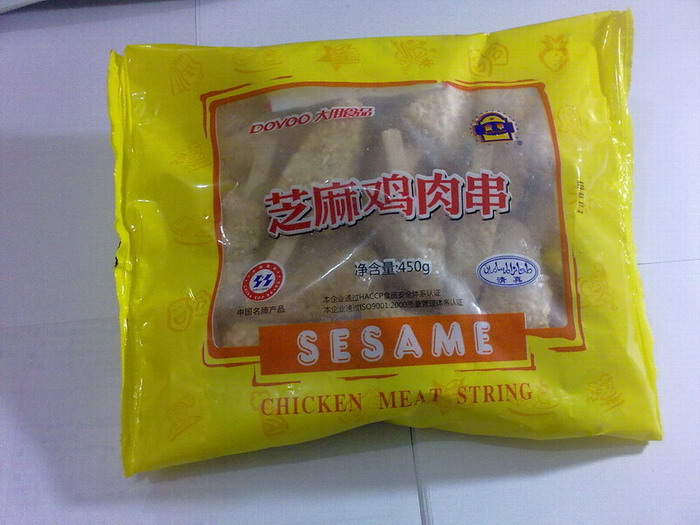 DOYOO 大用食品
芝麻鸡肉串
净含量:450g
中国名牌产品
本企业通过HACCP食品安全体系认证
本企业通过ISO9001:2000质量管理体系认证
清真
SESAME
CHICKEN MEAT STRING